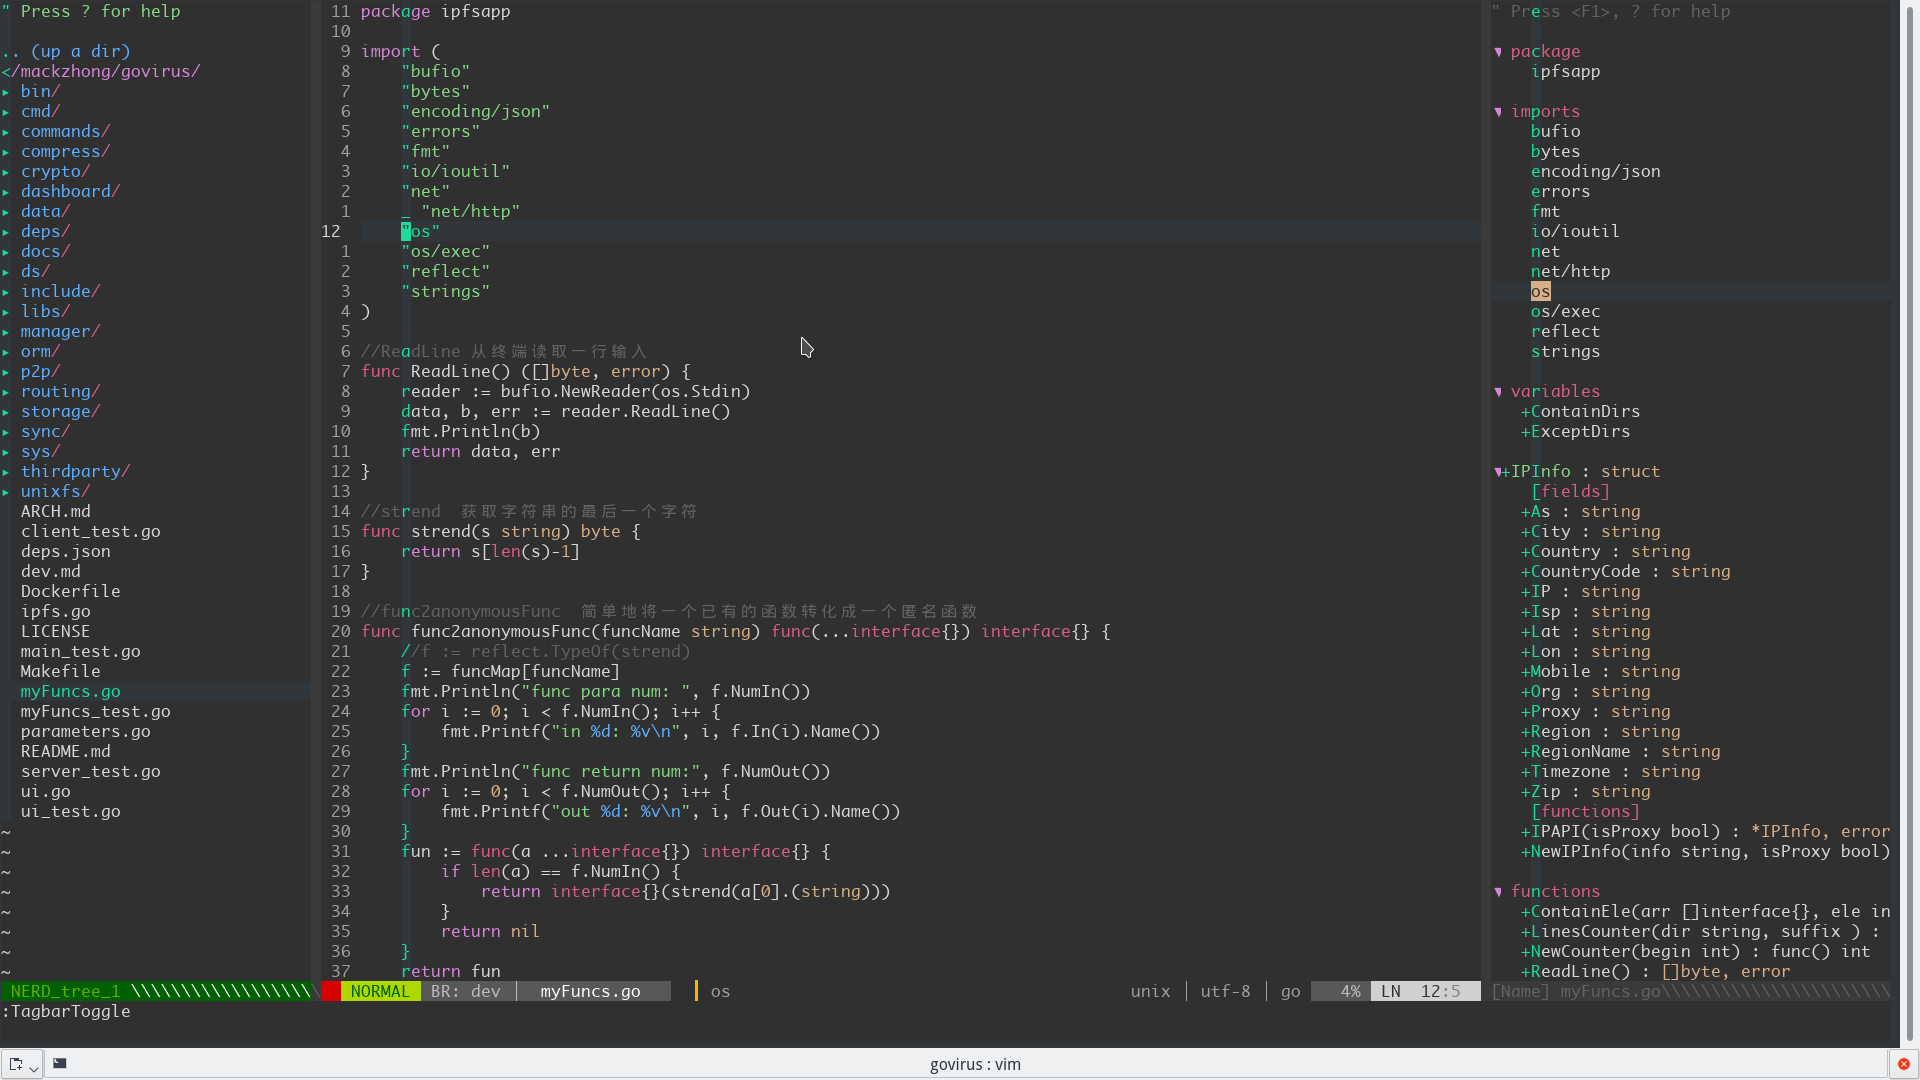 " Press ? for help
.. (up a dir)
</mackzhong/govirus/
▸ bin/
▸ cmd/
▸ commands/
▸ compress/
▸ crypto/
▸ dashboard/
▸ data/
▸ deps/
▸ docs/
▸ ds/
▸ include/
▸ libs/
▸ manager/
▸ orm/
▸ p2p/
▸ routing/
▸ storage/
▸ sync/
▸ sys/
▸ thirdparty/
▸ unixfs/
ARCH.md
client_test.go
deps.json
dev.md
Dockerfile
ipfs.go
LICENSE
main_test.go
Makefile
myFuncs.go
myFuncs_test.go
parameters.go
README.md
server_test.go
ui.go
ui_test.go
~
~
~
~
~
~
~
~
11 package ipfsapp
10
9 import (
8     "bufio"
7     "bytes"
6     "encoding/json"
5     "errors"
4     "fmt"
3     "io/ioutil"
2     "net"
1     _ "net/http"
12     "os"
1     "os/exec"
2     "reflect"
3     "strings"
4 )
5
6 //ReadLine 从终端读取一行输入
7 func ReadLine() ([]byte, error) {
8     reader := bufio.NewReader(os.Stdin)
9     data, b, err := reader.ReadLine()
10     fmt.Println(b)
11     return data, err
12 }
13
14 //strend  获取字符串的最后一个字符
15 func strend(s string) byte {
16     return s[len(s)-1]
17 }
18
19 //func2anonymousFunc  简单地将一个已有的函数转化成一个匿名函数
20 func func2anonymousFunc(funcName string) func(...interface{}) interface{} {
21     //f := reflect.TypeOf(strend)
22     f := funcMap[funcName]
23     fmt.Println("func para num: ", f.NumIn())
24     for i := 0; i < f.NumIn(); i++ {
25         fmt.Printf("in %d: %v\n", i, f.In(i).Name())
26     }
27     fmt.Println("func return num:", f.NumOut())
28     for i := 0; i < f.NumOut(); i++ {
29         fmt.Printf("out %d: %v\n", i, f.Out(i).Name())
30     }
31     fun := func(a ...interface{}) interface{} {
32         if len(a) == f.NumIn() {
33             return interface{}(strend(a[0].(string)))
34         }
35         return nil
36     }
37     return fun
" Press <F1>, ? for help
▼ package
ipfsapp
▼ imports
bufio
bytes
encoding/json
errors
fmt
io/ioutil
net
net/http
os
os/exec
reflect
strings
▼ variables
+ContainDirs
+ExceptDirs
▼+IPInfo : struct
[fields]
+As : string
+City : string
+Country : string
+CountryCode : string
+IP : string
+Isp : string
+Lat : string
+Lon : string
+Mobile : string
+Org : string
+Proxy : string
+Region : string
+RegionName : string
+Timezone : string
+Zip : string
[functions]
+IPAPI(isProxy bool) : *IPInfo, error
+NewIPInfo(info string, isProxy bool)
▼ functions
+ContainEle(arr []interface{}, ele in
+LinesCounter(dir string, suffix ) :
+NewCounter(begin int) : func() int
+ReadLine() : []byte, error
NERD_tree_1 \\\\\\\\\\\\\\\\\\\ NORMAL BR: dev │ myFuncs.go os unix │ utf-8 │ go 4% LN 12:5 [Name] myFuncs.go\\\\\\\\\\\\\\\\\\\\\\\
:TagbarToggle
govirus : vim